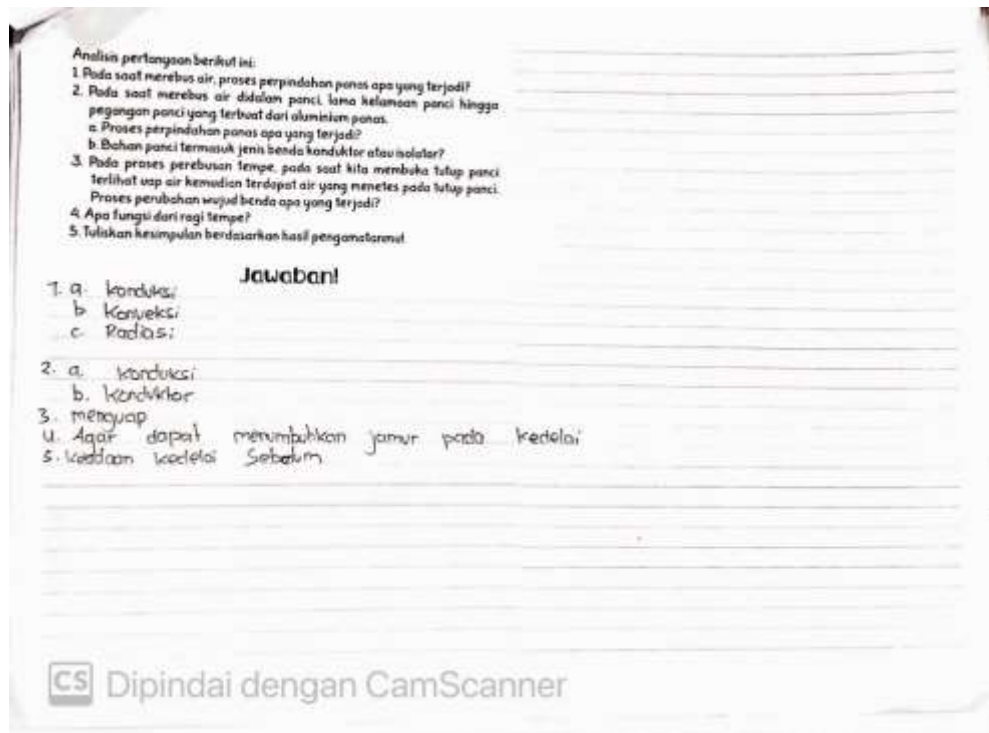 Analisis pertanyaan berikut ini:
1. Pada saat merebus air, proses perpindahan panas apa yang terjadi?
2. Pada saat merebus air didalam panci, lama kelamaan panci hingga
pegangan panci yang terbuat dari aluminium panas.
a. Proses perpindahan panas apa yang terjadi?
b. Bahan panci termasuk jenis benda konduktor atau isolator?
3. Pada proses perebusan tempe, pada saat kita membuka tutup panci
terlihat uap air kemudian terdapat air yang menetes pada tutup panci.
Proses perubahan wujud benda apa yang terjadi?
4. Apa fungsi dari ragi tempe?
5. Tuliskan kesimpulan berdasarkan hasil pengamatanmu!
Jawaban!
1. a. konduksi
b Konveksi
c. Radiasi
2. a. konduksi
b. konduktor
3. menguap
4. Agar dapat menumbuhkan jamur pada kedelai
5. keadaan kedelai Sebelum
CS Dipindai dengan CamScanner